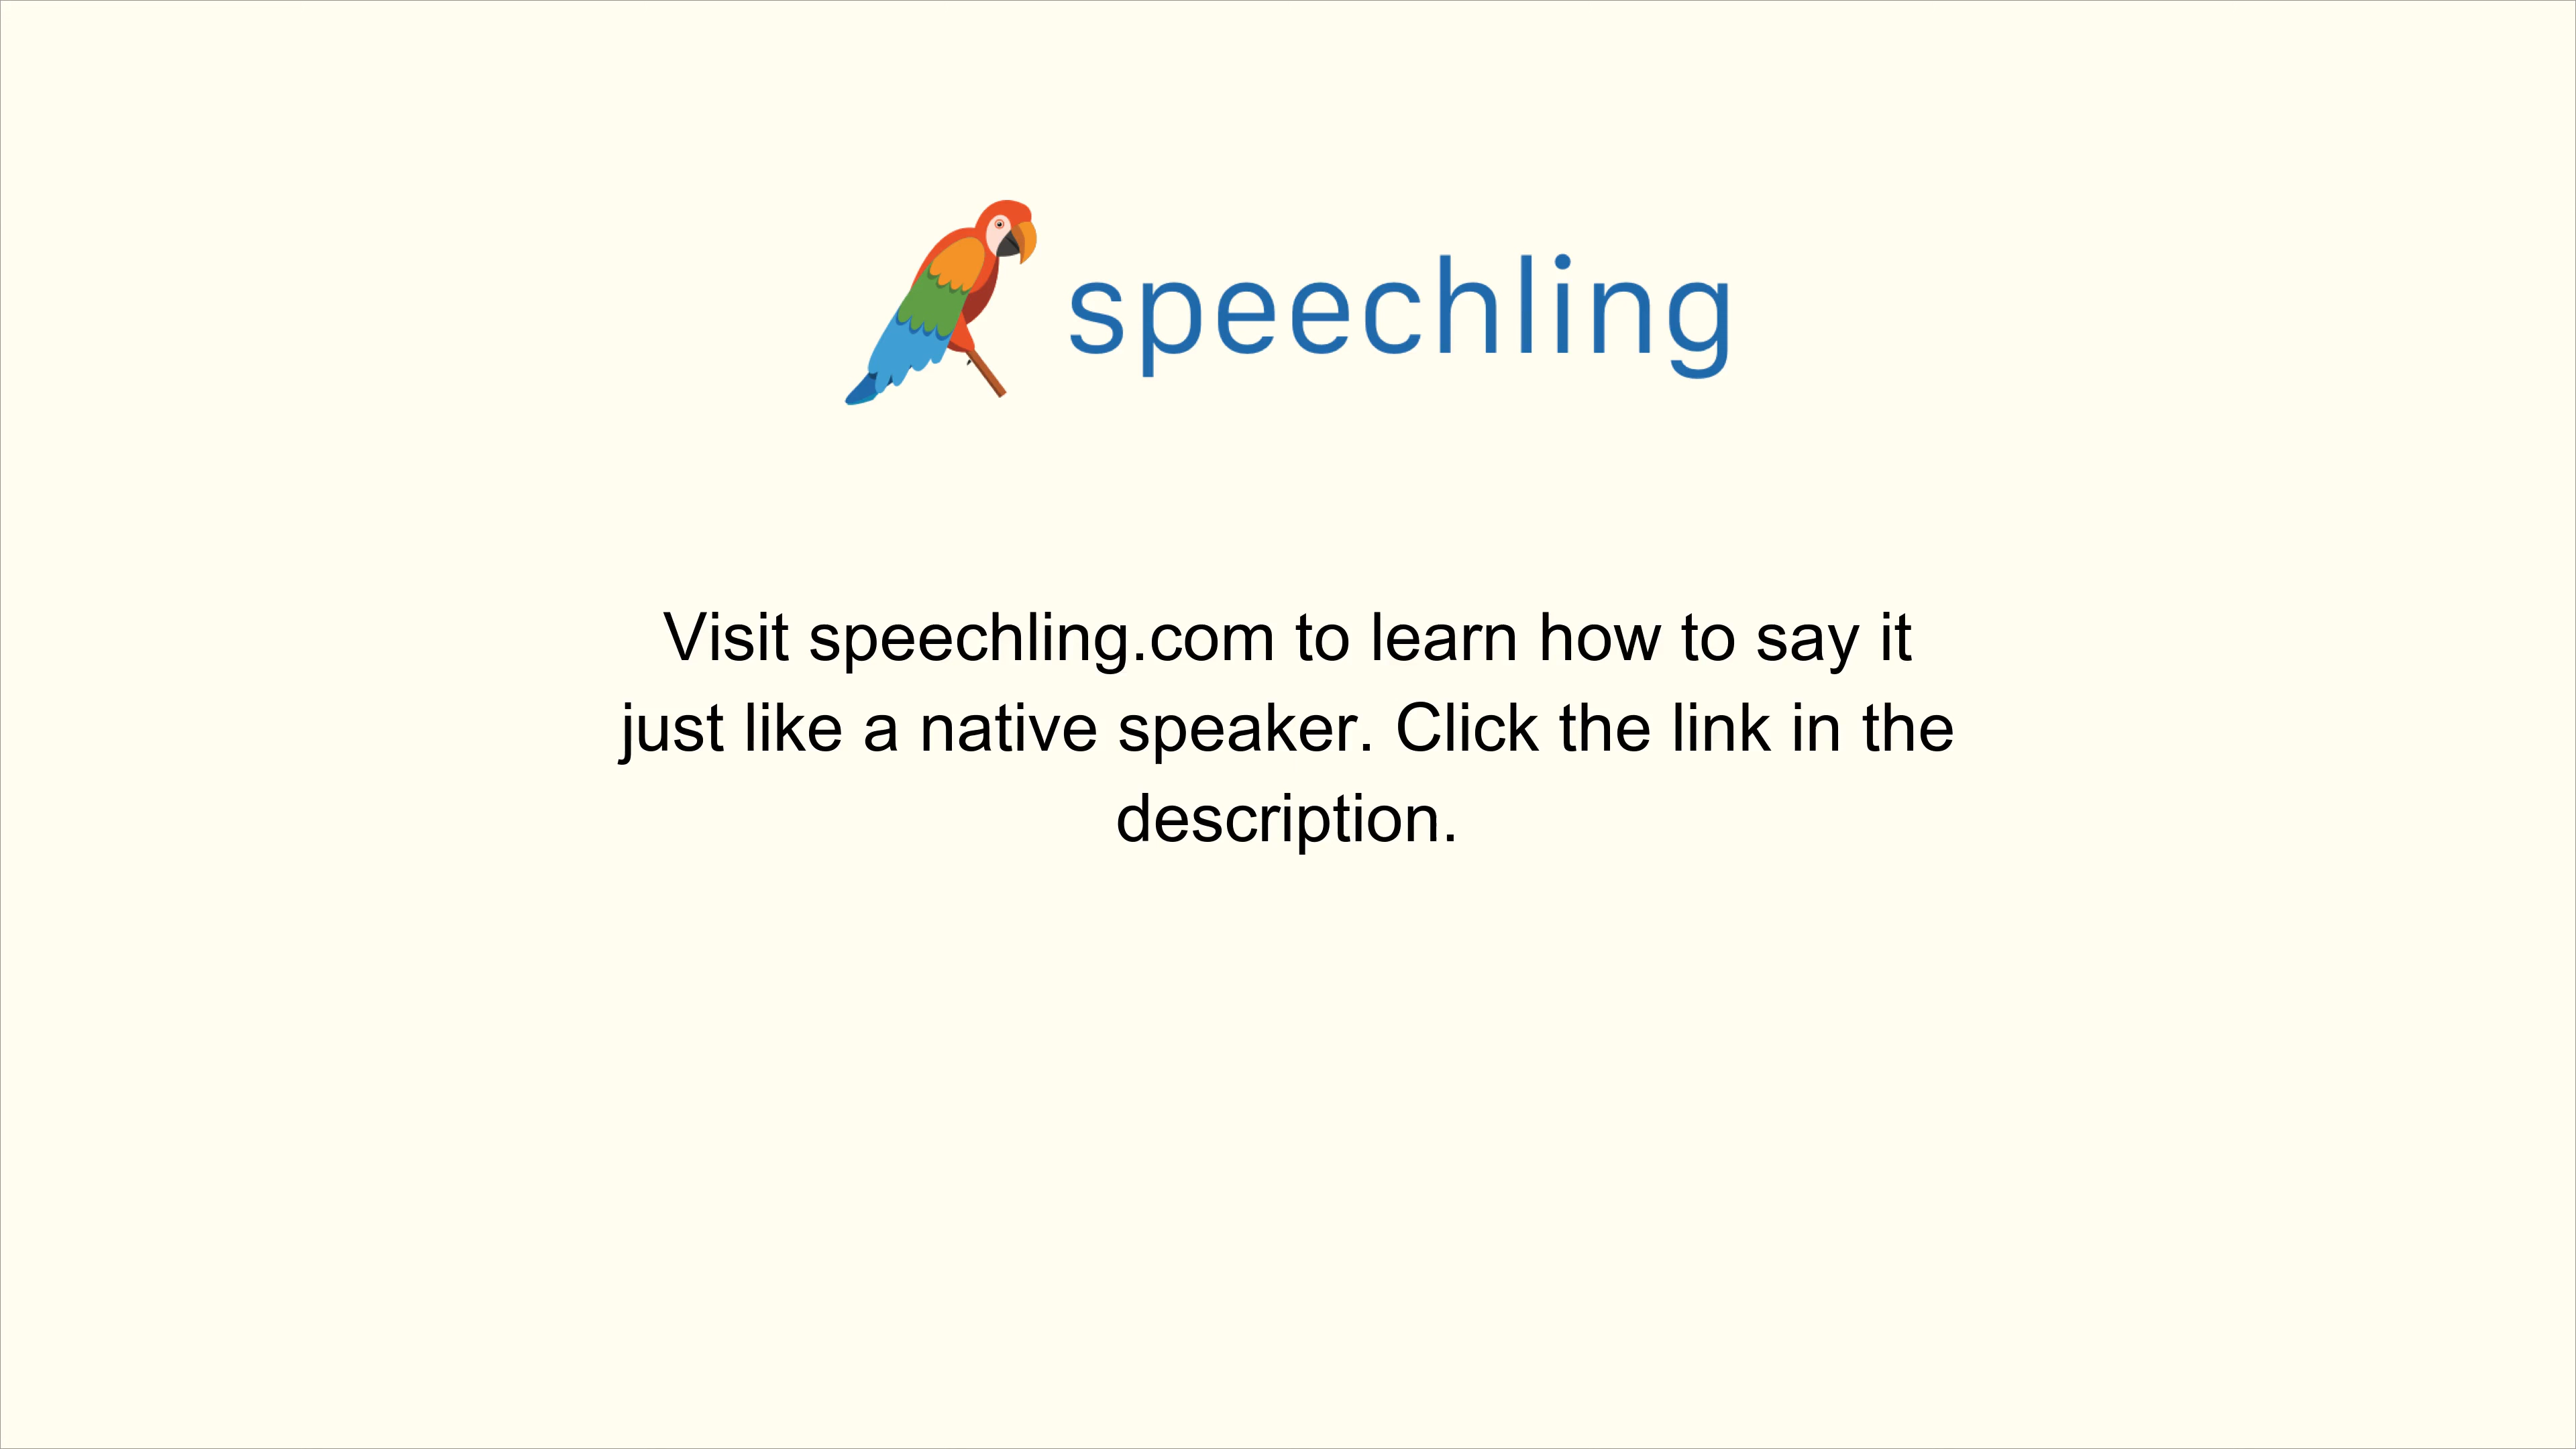 speechling
Visit speechling.com to learn how to say it
just like a native speaker. Click the link in the
description.